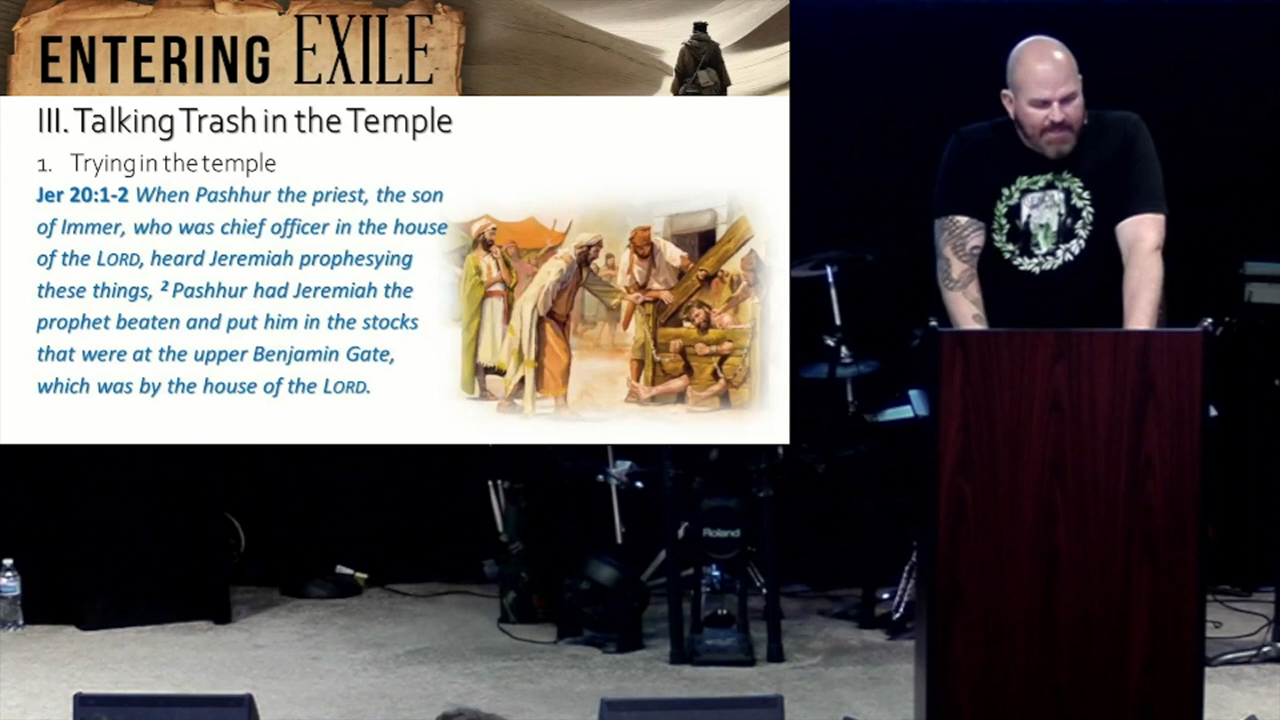 ENTERING EXILE
III. Talking Trash in the Temple
1. Trying in the temple
Jer 20:1-2 When Pashhur the priest, the son
of Immer, who was chief officer in the house
of the LORD, heard Jeremiah prophesying
these things, ² Pashhur had Jeremiah the
prophet beaten and put him in the stocks
that were at the upper Benjamin Gate,
which was by the house of the LORD.
Roland